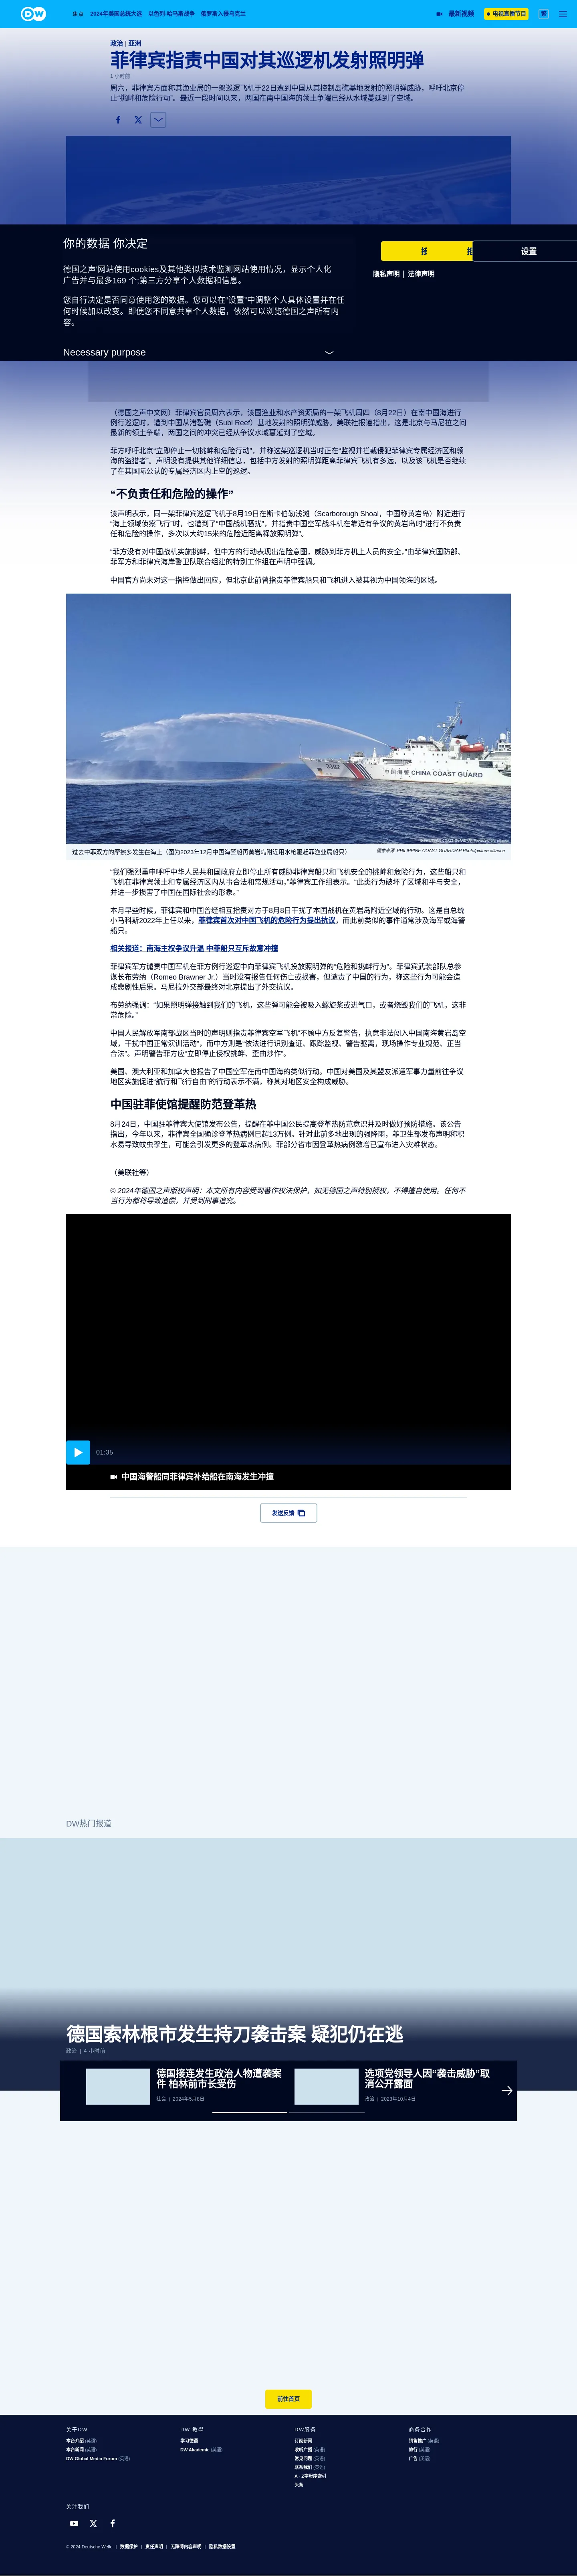 DW
焦点 2024年美国总统大选 以色列-哈马斯战争 俄罗斯入侵乌克兰 最新视频 电视直播节目 繁
政治 | 亚洲
菲律宾指责中国对其巡逻机发射照明弹
1 小时前
周六，菲律宾方面称其渔业局的一架巡逻机于前22日遭到中国从其控制岛礁基地发射的照明弹威胁，呼吁北京停
止“挑衅和危险行动”。最近一段时间以来，两国在南中国海的领土争端已经从水域蔓延到了空域。
你的数据 你决定
德国之声网站使用cookies及其他类似技术监测网站使用情况，显示个人化
广告并与最多169 个;第三方分享个人数据和信息。
您自行决定是否同意使用您的数据。您可以在“设置”中调整个人具体设置并在任
何时候加以改变。即便您不同意共享个人数据，依然可以浏览德国之声所有内
容。
Necessary purpose
设置
隐私声明 | 法律声明
（德国之声中文网）菲律宾官员周六表示，该国渔业和水产资源局的一架飞机周四（8月22日）在南中国海进行
例行巡逻时，遭到中国从渚碧礁（Subi Reef）基地发射的照明弹威胁。美联社报道指出，这是北京与马尼拉之间
最新的领土争端，两国之间的冲突已经从争议水域蔓延到了空域。
菲方呼吁北京“立即停止一切挑衅和危险行动”，并称这架巡逻机当时正在“监视并拦截侵犯菲律宾专属经济区和领
海的盗猎者。”声明没有提供其他详细信息，包括中方发射的照明弹距离菲律宾飞机有多远，以及该飞机是否继续
了在其国际公认的专属经济区内上空的巡逻。
“不负责任和危险的操作”
该声明表示，同一架菲律宾巡逻飞机于8月19日在斯卡伯勒浅滩（Scarborough Shoal，中国称黄岩岛）附近进行
“海上领域侦察飞行”时，也遭到了“中国战机骚扰”，并指责中国空军战斗机在靠近有争议的黄岩岛时“进行不负责
任和危险的操作，多次以大约15米的危险近距离释放照明弹”。
“菲方没有对中国战机实施挑衅，但中方的行动表现出危险意图，威胁到菲方机上人员的安全，”由菲律宾国防部、
菲军方和菲律宾海岸警卫队联合组建的特别工作组在声明中强调。
中国官方尚未对这一指控做出回应，但北京此前曾指责菲律宾船只和飞机进入被其视为中国领海的区域。
中国海警 CHINA COAST GUARD
过去中菲双方的摩擦多发生在海上（图为2023年12月中国海警船再黄岩岛附近用水枪驱赶菲渔业局船只）
图像来源: PHILIPPINE COAST GUARD/AP Photo/picture alliance
“我们强烈重申呼吁中华人民共和国政府立即停止所有威胁菲律宾船只和飞机安全的挑衅和危险行为，这些船只和
飞机在菲律宾领土和专属经济区内从事合法和常规活动，”菲律宾工作组表示。“此类行为破坏了区域和平与安全，
并进一步损害了中国在国际社会的形象。”
本月早些时候，菲律宾和中国曾经相互指责对方于8月8日干扰了本国战机在黄岩岛附近空域的行动。这是自总统
小马科斯2022年上任以来，菲律宾首次对中国飞机的危险行为提出抗议，而此前类似的事件通常涉及海军或海警
船只。
相关报道：南海主权争议升温 中菲船只互斥故意冲撞
菲律宾军方谴责中国军机在菲方例行巡逻中向菲律宾飞机投放照明弹的“危险和挑衅行为”。菲律宾武装部队总参
谋长布劳纳（Romeo Brawner Jr.）当时没有报告任何伤亡或损害，但谴责了中国的行为，称这些行为可能会造
成悲剧性后果。马尼拉外交部最终对北京提出了外交抗议。
布劳纳强调：“如果照明弹接触到我们的飞机，这些弹可能会被吸入螺旋桨或进气口，或者烧毁我们的飞机，这非
常危险。”
中国人民解放军南部战区当时的声明则指责菲律宾空军飞机“不顾中方反复警告，执意非法闯入中国南海黄岩岛空
域，干扰中国正常演训活动”，而中方则是“依法进行识别查证、跟踪监视、警告驱离，现场操作专业规范、正当
合法”。声明警告菲方应“立即停止侵权挑衅、歪曲炒作”。
美国、澳大利亚和加拿大也报告了中国空军在南中国海的类似行动。中国对美国及其盟友派遣军事力量前往争议
地区实施促进“航行和飞行自由”的行动表示不满，称其对地区安全构成威胁。
中国驻菲使馆提醒防范登革热
8月24日，中国驻菲律宾大使馆发布公告，提醒在菲中国公民提高登革热防范意识并及时做好预防措施。该公告
指出，今年以来，菲律宾全国确诊登革热病例已超13万例。针对此前多地出现的强降雨，菲卫生部发布声明称积
水易导致蚊虫孳生，可能会引发更多的登革热病例。菲部分省市因登革热病例激增已宣布进入灾难状态。
（美联社等）
© 2024年德国之声版权声明：本文所有内容受到著作权法保护，如无德国之声特别授权，不得擅自使用。任何不
当行为都将导致追偿，并受到刑事追究。
01:35
中国海警船同菲律宾补给船在南海发生冲撞
发送反馈
DW热门报道
德国索林根市发生持刀袭击案 疑犯仍在逃
政治 | 4 小时前
德国接连发生政治人物遭袭案
件 柏林前市长受伤
社会 | 2024年5月8日
选项党领导人因“袭击威胁”取
消公开露面
政治 | 2023年10月4日
前往首页
关于DW
本台介绍 (英语)
本台新闻 (英语)
DW Global Media Forum (英语)
DW 教學
学习德语
DW Akademie (英语)
DW服务
订阅新闻
收听广播 (英语)
常见问题 (英语)
联系我们 (英语)
A - Z字母序索引
头条
商务合作
销售推广 (英语)
旅行 (英语)
广告 (英语)
关注我们
© 2024 Deutsche Welle | 数据保护 | 责任声明 | 无障碍内容声明 | 隐私数据设置